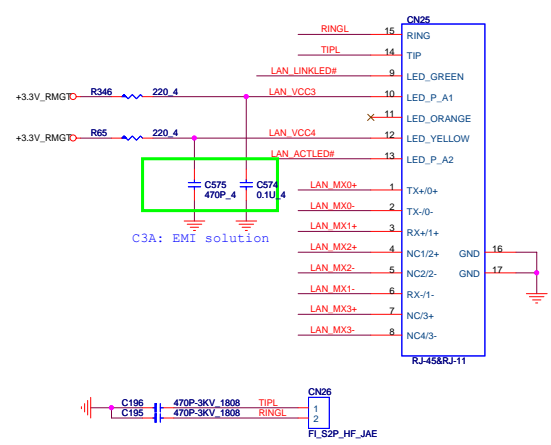 CN25
RINGL 15 RING
TIPL 14 TIP
LAN_LINKLED# 9 LED_GREEN
+3.3V_RMGT R346 220_4 LAN_VCC3 10 LED_P_A1
11 LED_ORANGE
+3.3V_RMGT R65 220_4 LAN_VCC4 12 LED_YELLOW
LAN_ACTLED# 13 LED_P_A2
C575 C574
470P_4 0.1U_4
LAN_MX0+ 1 TX+/0+
LAN_MX0- 2 TX-/0-
LAN_MX1+ 3 RX+/1+
C3A: EMI solution
LAN_MX2+ 4 NC1/2+ GND 16
LAN_MX2- 5 NC2/2- GND 17
LAN_MX1- 6 RX-/1-
LAN_MX3+ 7 NC/3+
LAN_MX3- 8 NC4/3-
RJ-45&RJ-11
CN26
C196 470P-3KV_1808 TIPL 1
C195 470P-3KV_1808 RINGL 2
FI_S2P_HF_JAE